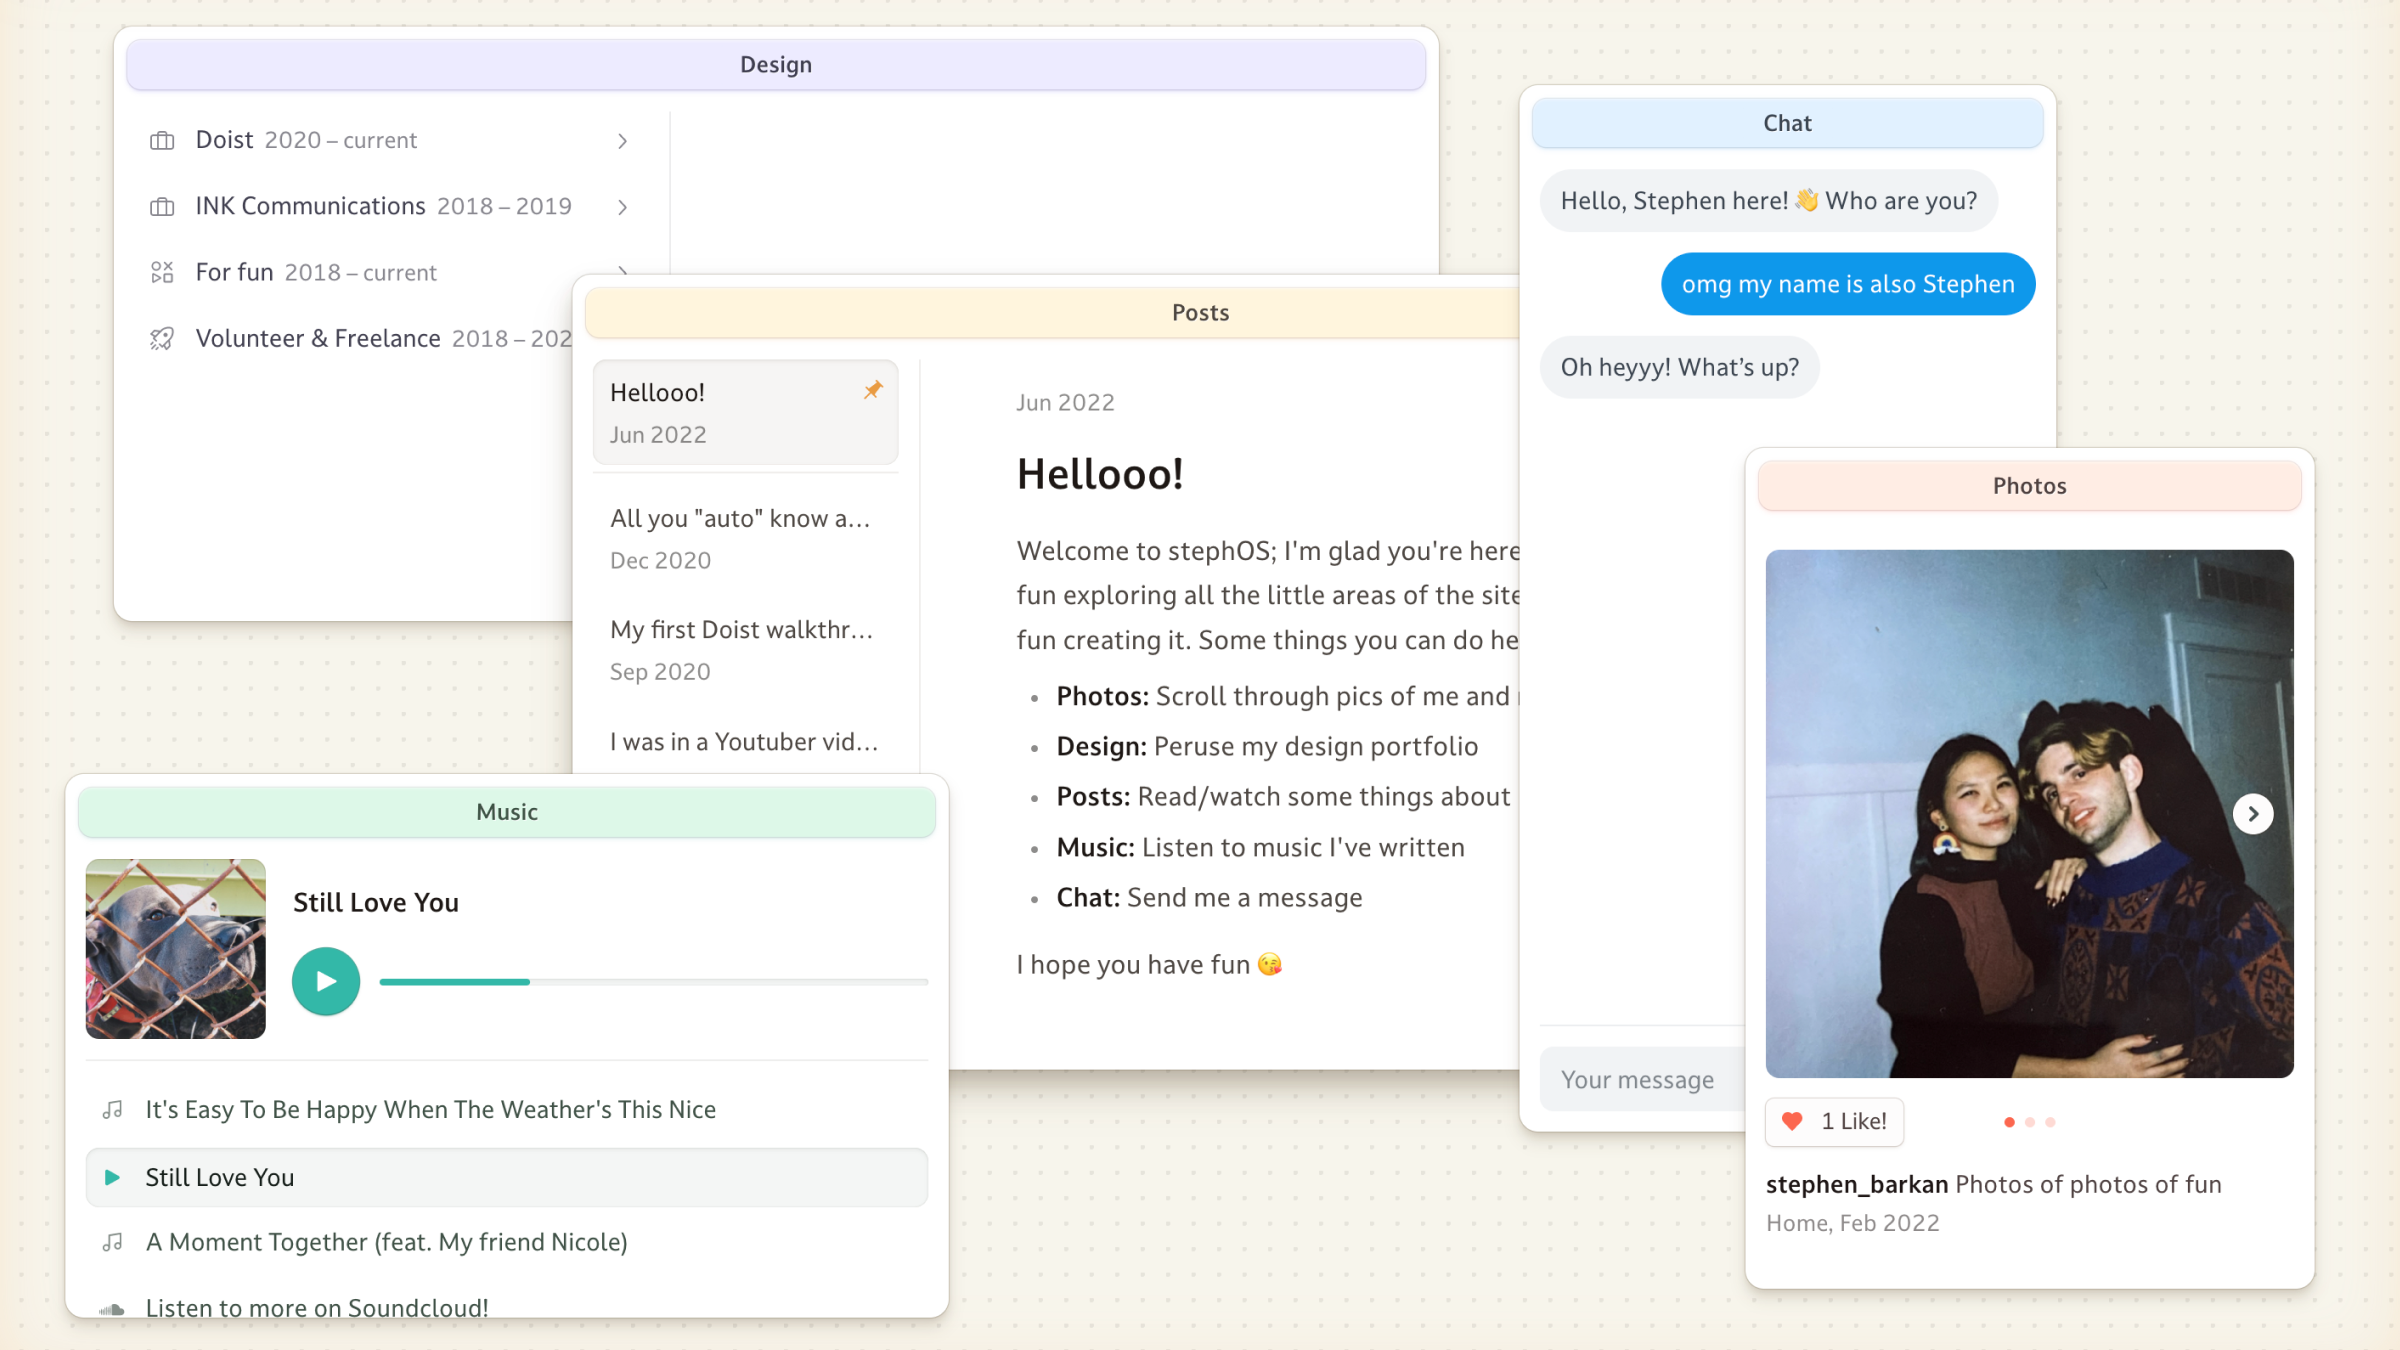 Design
Doist 2020 – current
INK Communications 2018 – 2019
For fun 2018 – current
Volunteer & Freelance 2018 – 202
Posts
Hellooo!
Jun 2022
All you "auto" know a...
Dec 2020
My first Doist walkthr...
Sep 2020
I was in a Youtuber vid...
Jun 2022
Hellooo!
Welcome to stephOS; I'm glad you're here
fun exploring all the little areas of the site
fun creating it. Some things you can do he
• Photos: Scroll through pics of me and
• Design: Peruse my design portfolio
• Posts: Read/watch some things about
• Music: Listen to music I've written
• Chat: Send me a message
I hope you have fun 😘
Chat
Hello, Stephen here! 👋 Who are you?
omg my name is also Stephen
Oh heyyy! What’s up?
Your message
Photos
1 Like!
stephen_barkan Photos of photos of fun
Home, Feb 2022
Music
Still Love You
It's Easy To Be Happy When The Weather's This Nice
Still Love You
A Moment Together (feat. My friend Nicole)
Listen to more on Soundcloud!